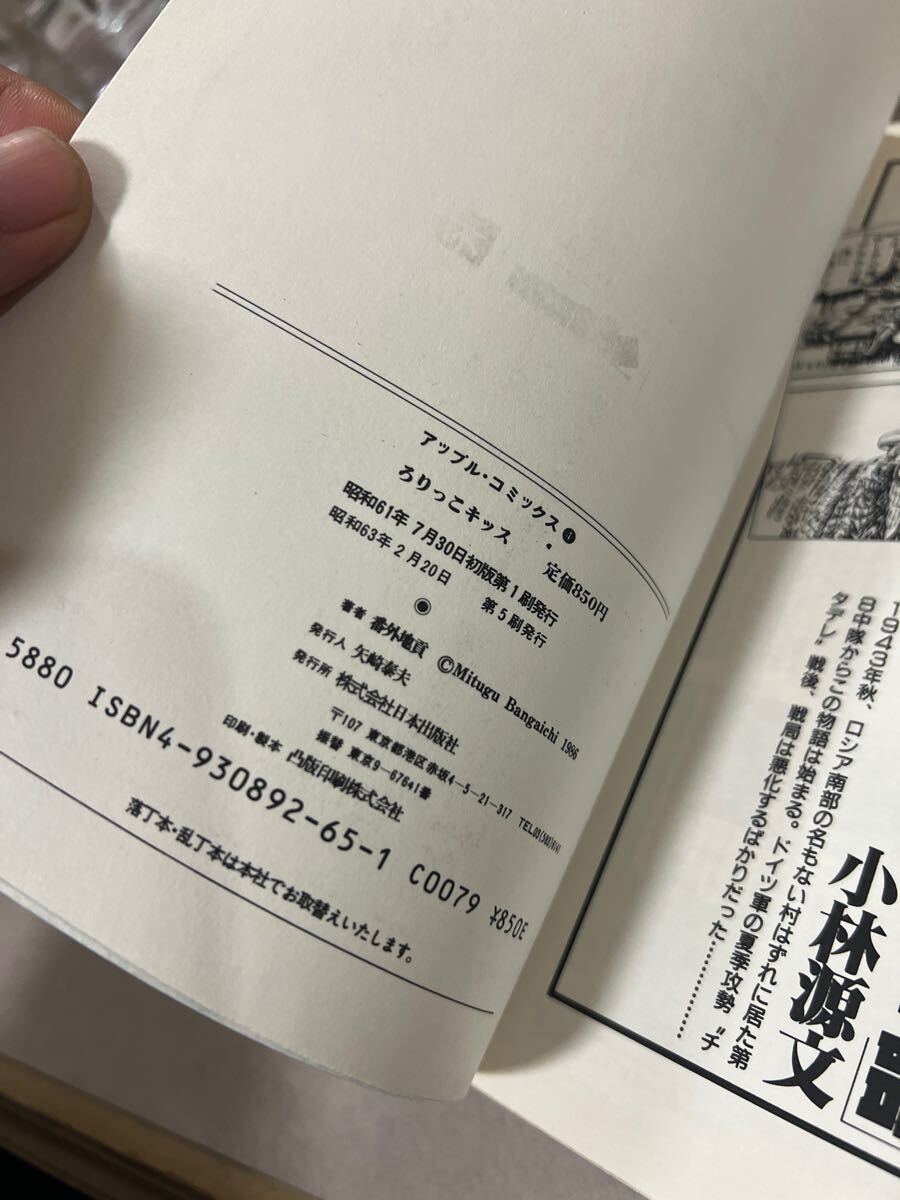 アップル・コミックス❹
ろりっこキッス ・ 定価850円
昭和61年 7月30日初版第1刷発行
昭和63年 2月20日 第5刷発行
◉
著者 番外地貢 ©Mitugu Bangaichi 1986
発行人 矢崎泰夫
発行所 株式会社日本出版社
〒107 東京都港区赤坂4-5-21-317
振替 東京9-67641番
印刷・製本 凸版印刷株式会社
5880 ISBN4-930892-65-1 C0079 ¥850E
落丁本・乱丁本は本社でお取替えいたします。
1943年秋、ロシア南部の名もない村はずれに居た第
8中隊からこの物語は始まる。ドイツ軍の夏季攻勢〝チ
タデレ〟戦後、戦局は悪化するばかりだった…………
小林源文